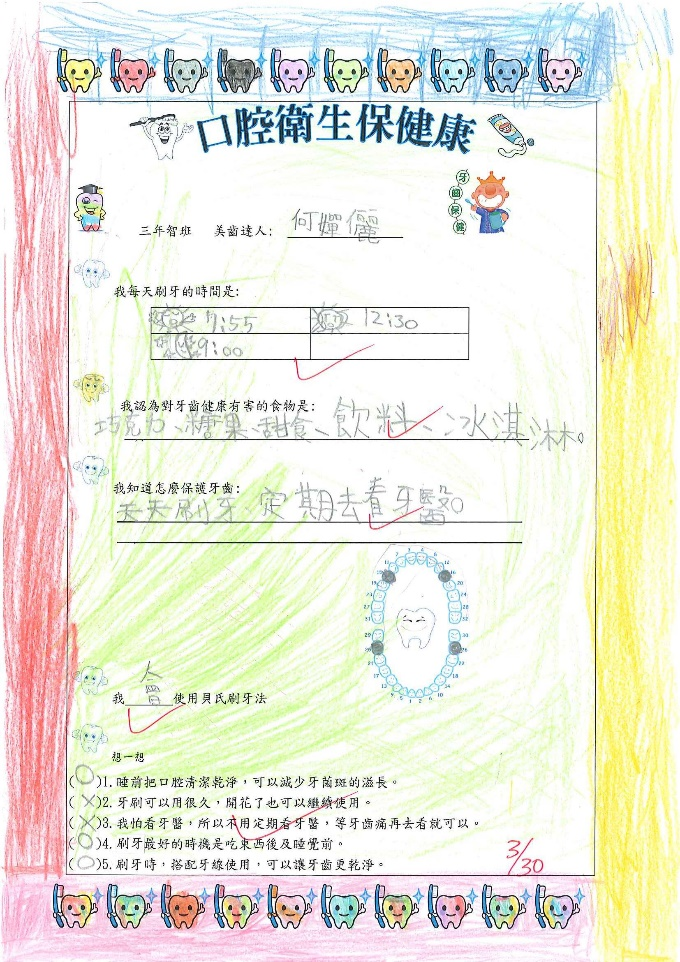 口腔衛生保健康
牙齒保健
三年智班 美齒達人: 何嬋儷
我每天刷牙的時間是:
7:55 12:30
9:00
我認為對牙齒健康有害的食物是:
巧克力、糖果、甜食、飲料、冰淇淋。
我知道怎麼保護牙齒:
天天刷牙、定期去看牙醫。
我會使用貝氏刷牙法
想一想
(○)1.睡前把口腔清潔乾淨,可以減少牙菌斑的滋長。
(×)2.牙刷可以用很久,開花了也可以繼續使用。
(×)3.我怕看牙醫,所以不用定期看牙醫,等牙齒痛再去看就可以。
(○)4.刷牙最好的時機是吃東西後及睡覺前。
(○)5.刷牙時,搭配牙線使用,可以讓牙齒更乾淨。
3/30